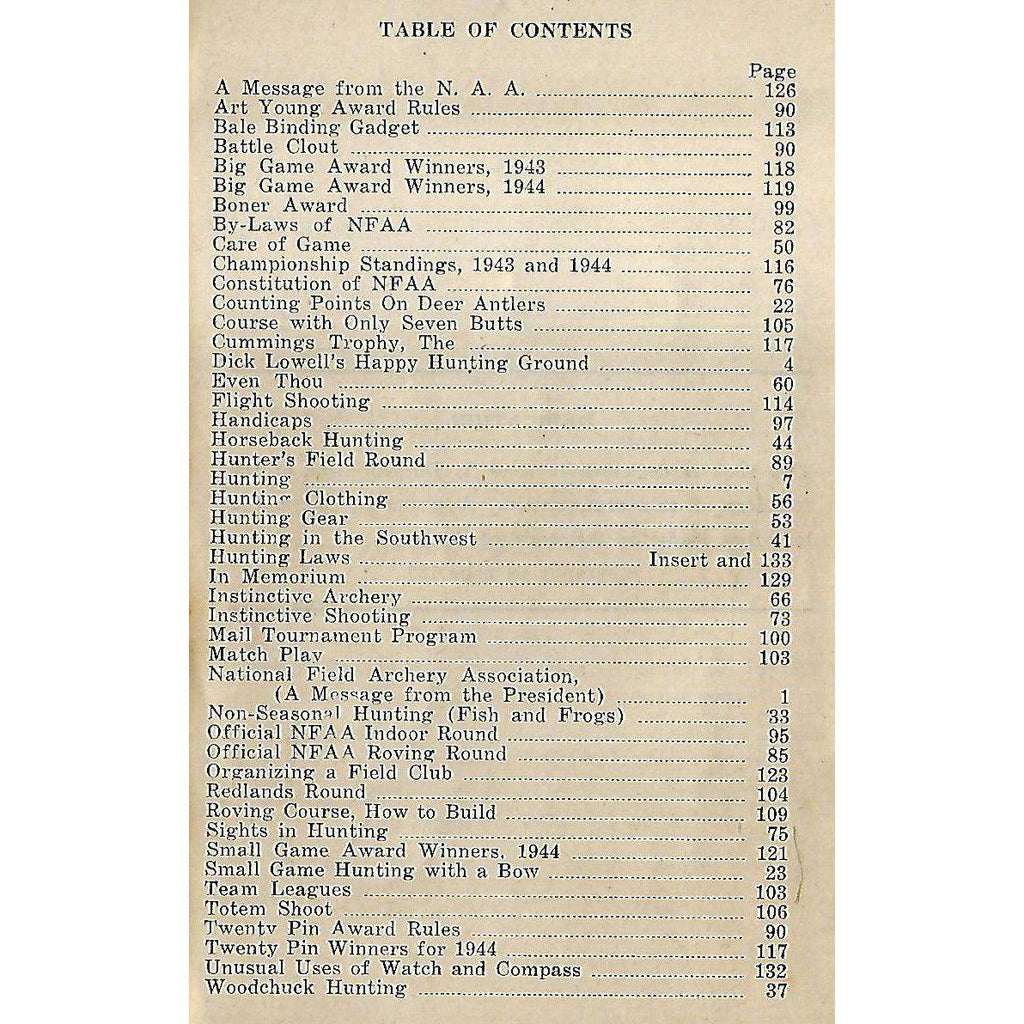 TABLE OF CONTENTS
Page
A Message from the N. A. A. 126
Art Young Award Rules 90
Bale Binding Gadget 113
Battle Clout 90
Big Game Award Winners, 1943 118
Big Game Award Winners, 1944 119
Boner Award 99
By-Laws of NFAA 82
Care of Game 50
Championship Standings, 1943 and 1944 116
Constitution of NFAA 76
Counting Points On Deer Antlers 22
Course with Only Seven Butts 105
Cummings Trophy, The 117
Dick Lowell's Happy Hunting Ground 4
Even Thou 60
Flight Shooting 114
Handicaps 97
Horseback Hunting 44
Hunter's Field Round 89
Hunting 7
Hunting Clothing 56
Hunting Gear 53
Hunting in the Southwest 41
Hunting Laws Insert and 133
In Memorium 129
Instinctive Archery 66
Instinctive Shooting 73
Mail Tournament Program 100
Match Play 103
National Field Archery Association,
(A Message from the President) 1
Non-Seasonal Hunting (Fish and Frogs) 33
Official NFAA Indoor Round 95
Official NFAA Roving Round 85
Organizing a Field Club 123
Redlands Round 104
Roving Course, How to Build 109
Sights in Hunting 75
Small Game Award Winners, 1944 121
Small Game Hunting with a Bow 23
Team Leagues 103
Totem Shoot 106
Twenty Pin Award Rules 90
Twenty Pin Winners for 1944 117
Unusual Uses of Watch and Compass 132
Woodchuck Hunting 37